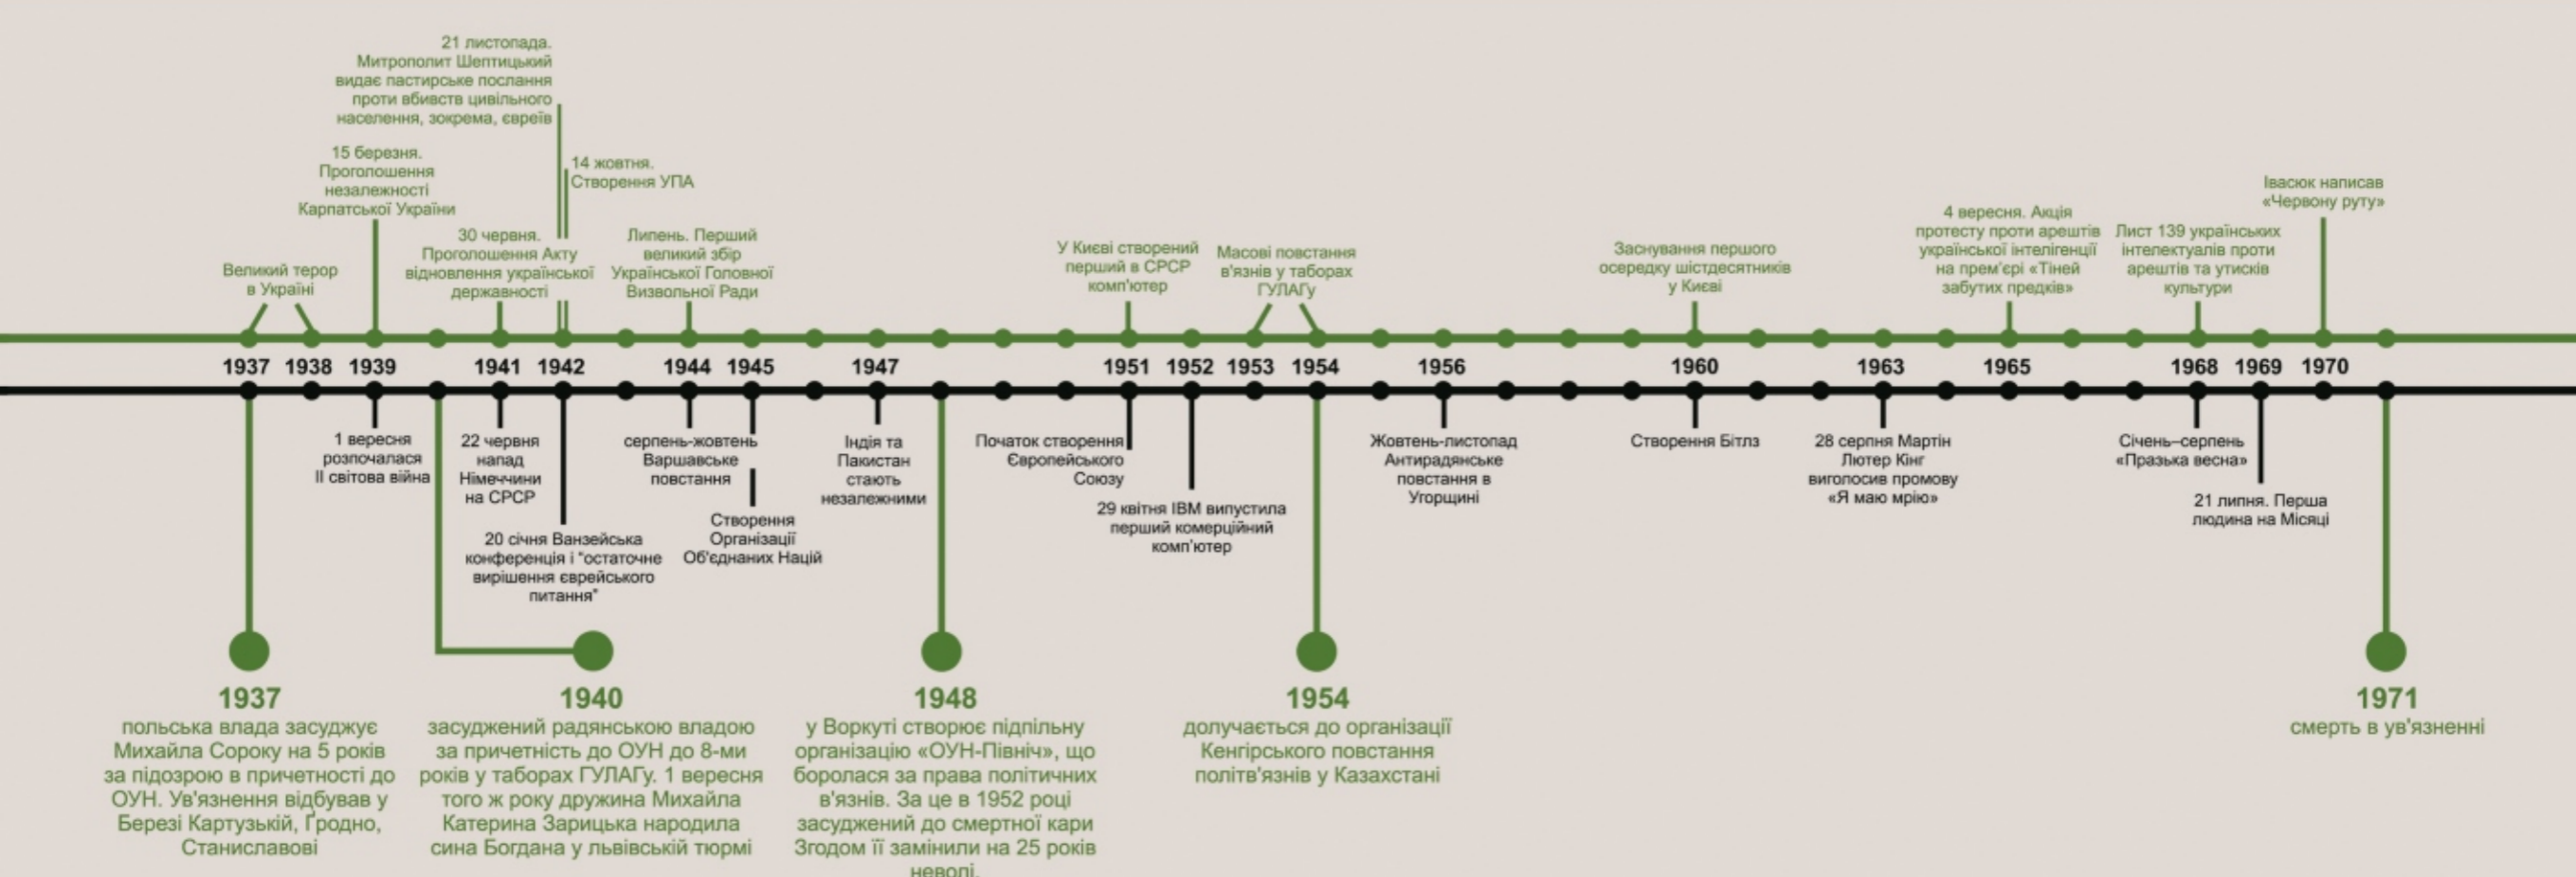 21 листопада.
Митрополит Шептицький
видає пастирське послання
проти вбивств цивільного
населення, зокрема, євреїв
15 березня.
Проголошення
незалежності
Карпатської України
14 жовтня.
Створення УПА
Великий терор
в Україні
30 червня.
Проголошення Акту
відновлення української
державності
Липень. Перший
великий збір
Української Головної
Визвольної Ради
У Києві створений
перший в СРСР
комп'ютер
Масові повстання
в'язнів у таборах
ГУЛАГу
Заснування першого
осередку шістдесятників
у Києві
4 вересня. Акція
протесту проти арештів
української інтелігенції
на прем'єрі «Тіней
забутих предків»
Лист 139 українських
інтелектуалів проти
арештів та утисків
культури
Івасюк написав
«Червону руту»
1937 1938 1939 1941 1942 1944 1945 1947 1951 1952 1953 1954 1956 1960 1963 1965 1968 1969 1970
1 вересня
розпочалася
ІІ світова війна
22 червня
напад
Німеччини
на СРСР
20 січня Ванзейська
конференція і "остаточне
вирішення єврейського
питання"
серпень-жовтень
Варшавське
повстання
Створення
Організації
Об'єднаних Націй
Індія та
Пакистан
стають
незалежними
Початок створення
Європейського
Союзу
29 квітня IBM випустила
перший комерційний
комп'ютер
Жовтень-листопад
Антирадянське
повстання в
Угорщині
Створення Бітлз
28 серпня Мартін
Лютер Кінг
виголосив промову
«Я маю мрію»
Січень–серпень
«Празька весна»
21 липня. Перша
людина на Місяці
1937
польська влада засуджує
Михайла Сороку на 5 років
за підозрою в причетності до
ОУН. Ув'язнення відбував у
Березі Картузькій, Ґродно,
Станиславові
1940
засуджений радянською владою
за причетність до ОУН до 8-ми
років у таборах ГУЛАГу. 1 вересня
того ж року дружина Михайла
Катерина Зарицька народила
сина Богдана у львівській тюрмі
1948
у Воркуті створює підпільну
організацію «ОУН-Північ», що
боролася за права політичних
в'язнів. За це в 1952 році
засуджений до смертної кари
Згодом її замінили на 25 років
неволі.
1954
долучається до організації
Кенгірського повстання
політв'язнів у Казахстані
1971
смерть в ув'язненні